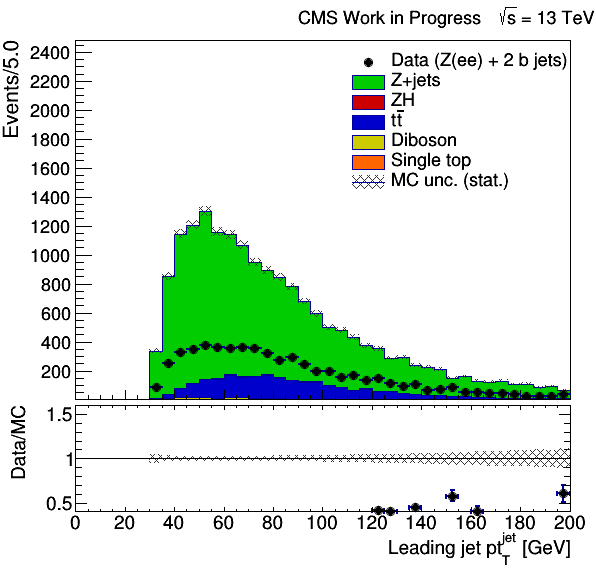 CMS Work in Progress √s = 13 TeV
Events/5.0
2400
2200
2000
1800
1600
1400
1200
1000
800
600
400
200
Data (Z(ee) + 2 b jets)
Z+jets
ZH
tt̄
Diboson
Single top
MC unc. (stat.)
Data/MC
1.5
1
0.5
0 20 40 60 80 100 120 140 160 180 200
Leading jet pt_T^jet [GeV]